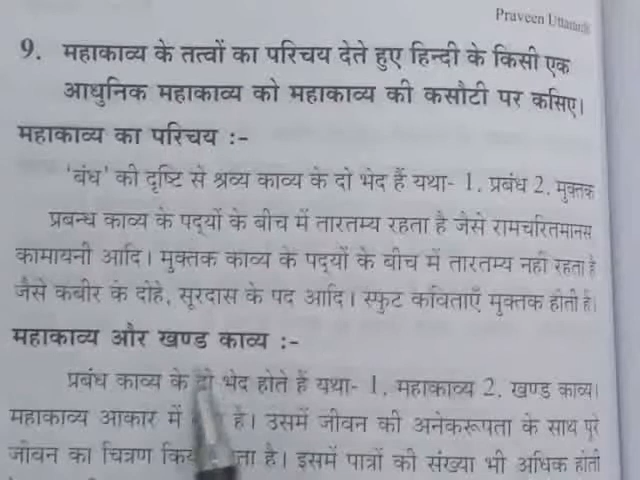 Praveen
9. महाकाव्य के तत्वों का परिचय देते हुए हिन्दी के किसी एक
आधुनिक महाकाव्य को महाकाव्य की कसौटी पर कसिए।
महाकाव्य का परिचय :-
'बंध' की दृष्टि से श्रव्य काव्य के दो भेद हैं यथा- 1. प्रबंध 2. मुक्तक
प्रबन्ध काव्य के पद्यों के बीच में तारतम्य रहता है जैसे रामचरितमानस
कामायनी आदि। मुक्तक काव्य के पद्यों के बीच में तारतम्य नहीं रहता है
जैसे कबीर के दोहे, सूरदास के पद आदि। स्फुट कविताएँ मुक्तक होती है।
महाकाव्य और खण्ड काव्य :-
प्रबंध काव्य के दो भेद होते हैं यथा- 1. महाकाव्य 2. खण्ड काव्य।
महाकाव्य आकार में है। उसमें जीवन की अनेकरूपता के साथ पूरे
जीवन का चित्रण है। इसमें पात्रों की संख्या भी अधिक होती